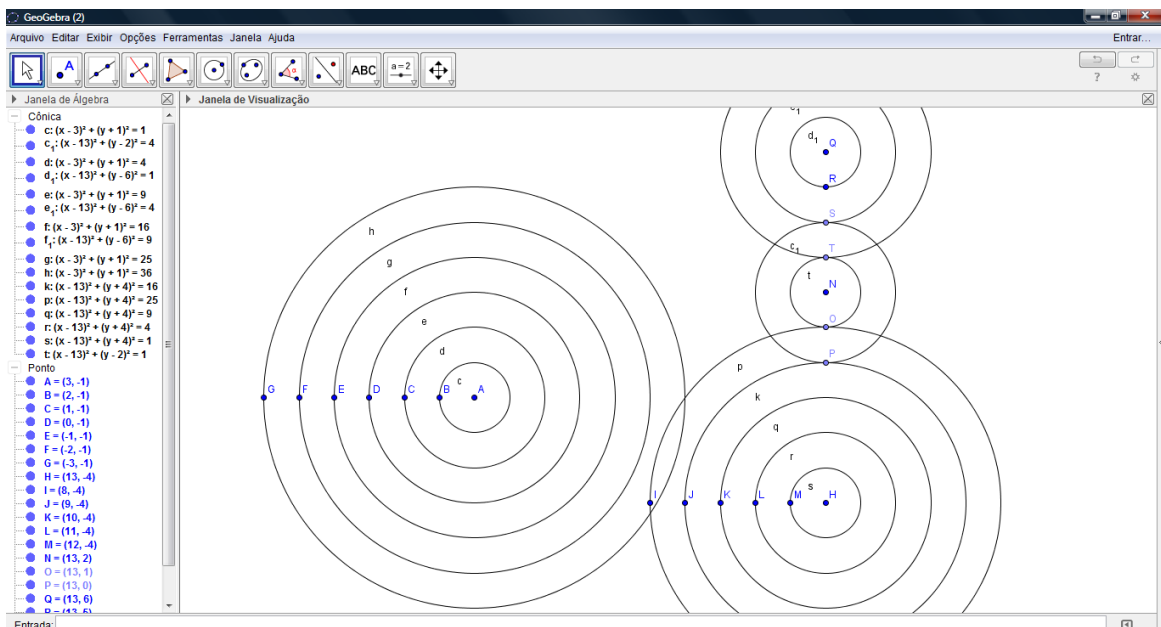 GeoGebra (2)
Arquivo Editar Exibir Opções Ferramentas Janela Ajuda
Entrar...
A
ABC
a=2
?
Janela de Álgebra
Janela de Visualização
Cônica
c: (x - 3)² + (y + 1)² = 1
c₁: (x - 13)² + (y - 2)² = 4
d: (x - 3)² + (y + 1)² = 4
d₁: (x - 13)² + (y - 6)² = 1
e: (x - 3)² + (y + 1)² = 9
e₁: (x - 13)² + (y - 6)² = 4
f: (x - 3)² + (y + 1)² = 16
f₁: (x - 13)² + (y - 6)² = 9
g: (x - 3)² + (y + 1)² = 25
h: (x - 3)² + (y + 1)² = 36
k: (x - 13)² + (y + 4)² = 16
p: (x - 13)² + (y + 4)² = 25
q: (x - 13)² + (y + 4)² = 9
r: (x - 13)² + (y + 4)² = 4
s: (x - 13)² + (y + 4)² = 1
t: (x - 13)² + (y - 2)² = 1
Ponto
A = (3, -1)
B = (2, -1)
C = (1, -1)
D = (0, -1)
E = (-1, -1)
F = (-2, -1)
G = (-3, -1)
H = (13, -4)
I = (8, -4)
J = (9, -4)
K = (10, -4)
L = (11, -4)
M = (12, -4)
N = (13, 2)
O = (13, 1)
P = (13, 0)
Q = (13, 6)
R = (13, 5)
Entrada:
h
g
f
e
d
c
G F E D C B A
d₁
Q
R
S
c₁
T
t
N
O
P
p
k
q
r
s
I J K L M H